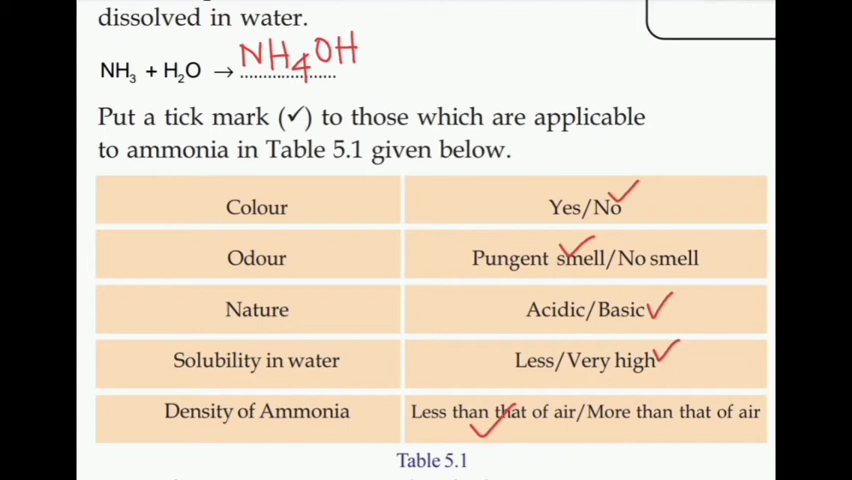 dissolved in water.
NH₃ + H₂O → NH₄OH
Put a tick mark (✓) to those which are applicable
to ammonia in Table 5.1 given below.
Colour Yes/No ✓
Odour Pungent smell/No smell ✓
Nature Acidic/Basic ✓
Solubility in water Less/Very high ✓
Density of Ammonia Less than that of air/More than that of air ✓
Table 5.1